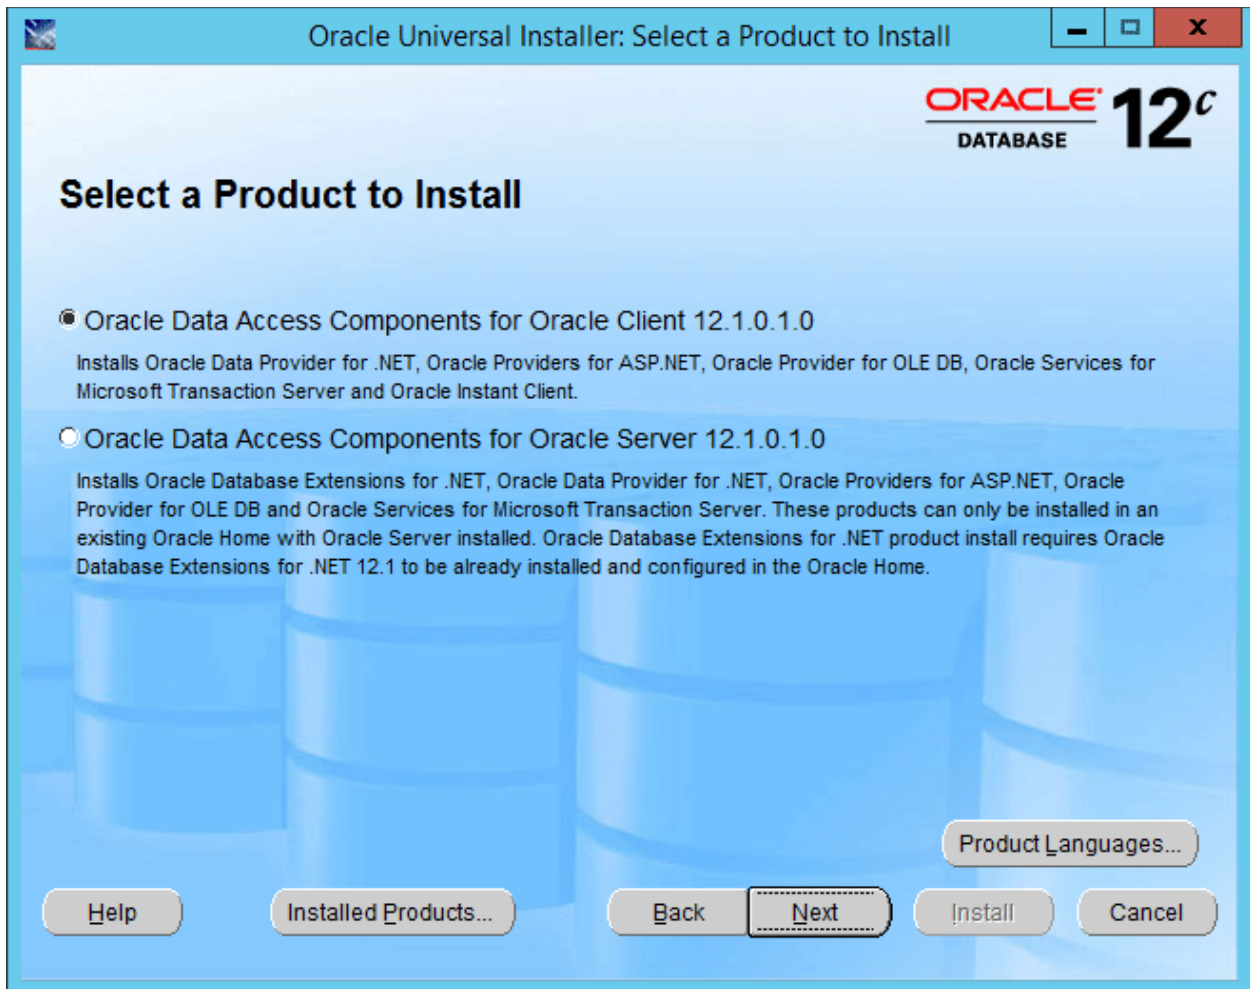 Oracle Universal Installer: Select a Product to Install
ORACLE
DATABASE
12c
Select a Product to Install
Oracle Data Access Components for Oracle Client 12.1.0.1.0
Installs Oracle Data Provider for .NET, Oracle Providers for ASP.NET, Oracle Provider for OLE DB, Oracle Services for
Microsoft Transaction Server and Oracle Instant Client.
Oracle Data Access Components for Oracle Server 12.1.0.1.0
Installs Oracle Database Extensions for .NET, Oracle Data Provider for .NET, Oracle Providers for ASP.NET, Oracle
Provider for OLE DB and Oracle Services for Microsoft Transaction Server. These products can only be installed in an
existing Oracle Home with Oracle Server installed. Oracle Database Extensions for .NET product install requires Oracle
Database Extensions for .NET 12.1 to be already installed and configured in the Oracle Home.
Product Languages...
Help Installed Products... Back Next Install Cancel